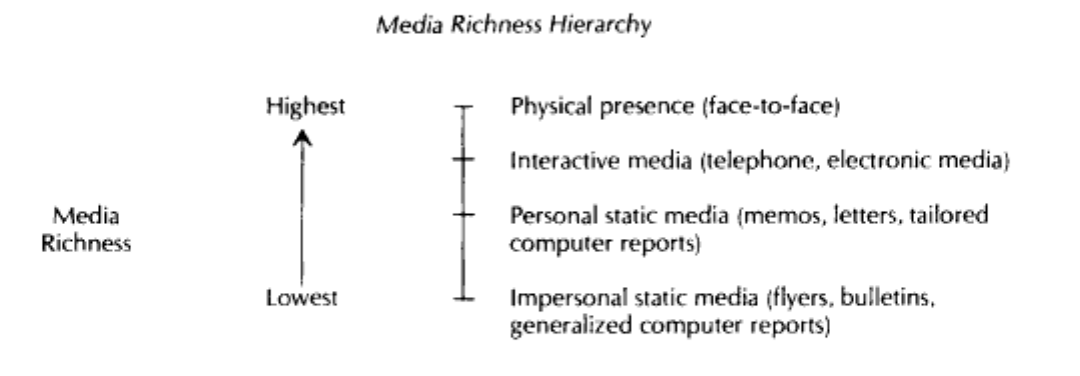 Media Richness Hierarchy
Highest
Physical presence (face-to-face)
Interactive media (telephone, electronic media)
Media
Richness
Personal static media (memos, letters, tailored
computer reports)
Lowest
Impersonal static media (flyers, bulletins,
generalized computer reports)